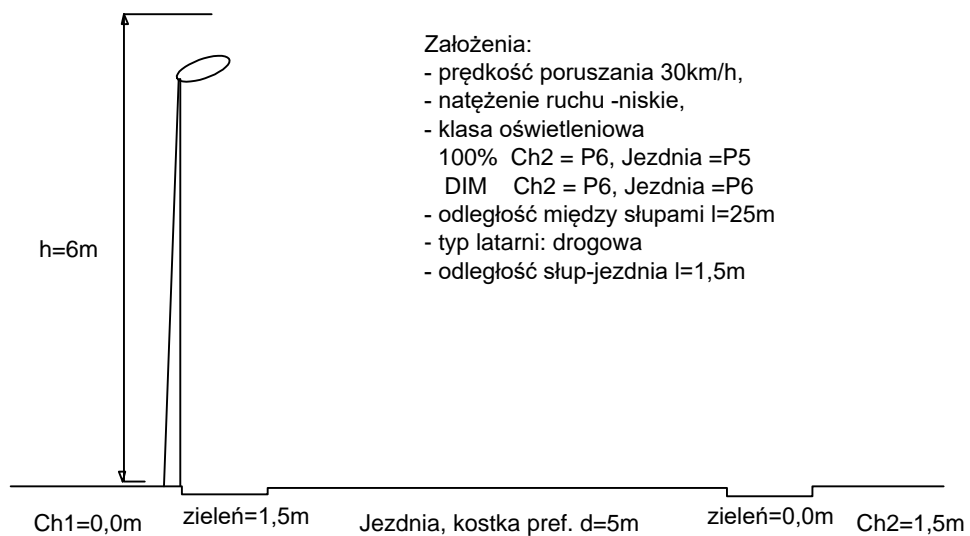 Założenia:
- prędkość poruszania 30km/h,
- natężenie ruchu -niskie,
- klasa oświetleniowa
100% Ch2 = P6, Jezdnia =P5
DIM Ch2 = P6, Jezdnia =P6
- odległość między słupami l=25m
- typ latarni: drogowa
- odległość słup-jezdnia l=1,5m
h=6m
Ch1=0,0m zieleń=1,5m Jezdnia, kostka pref. d=5m zieleń=0,0m Ch2=1,5m